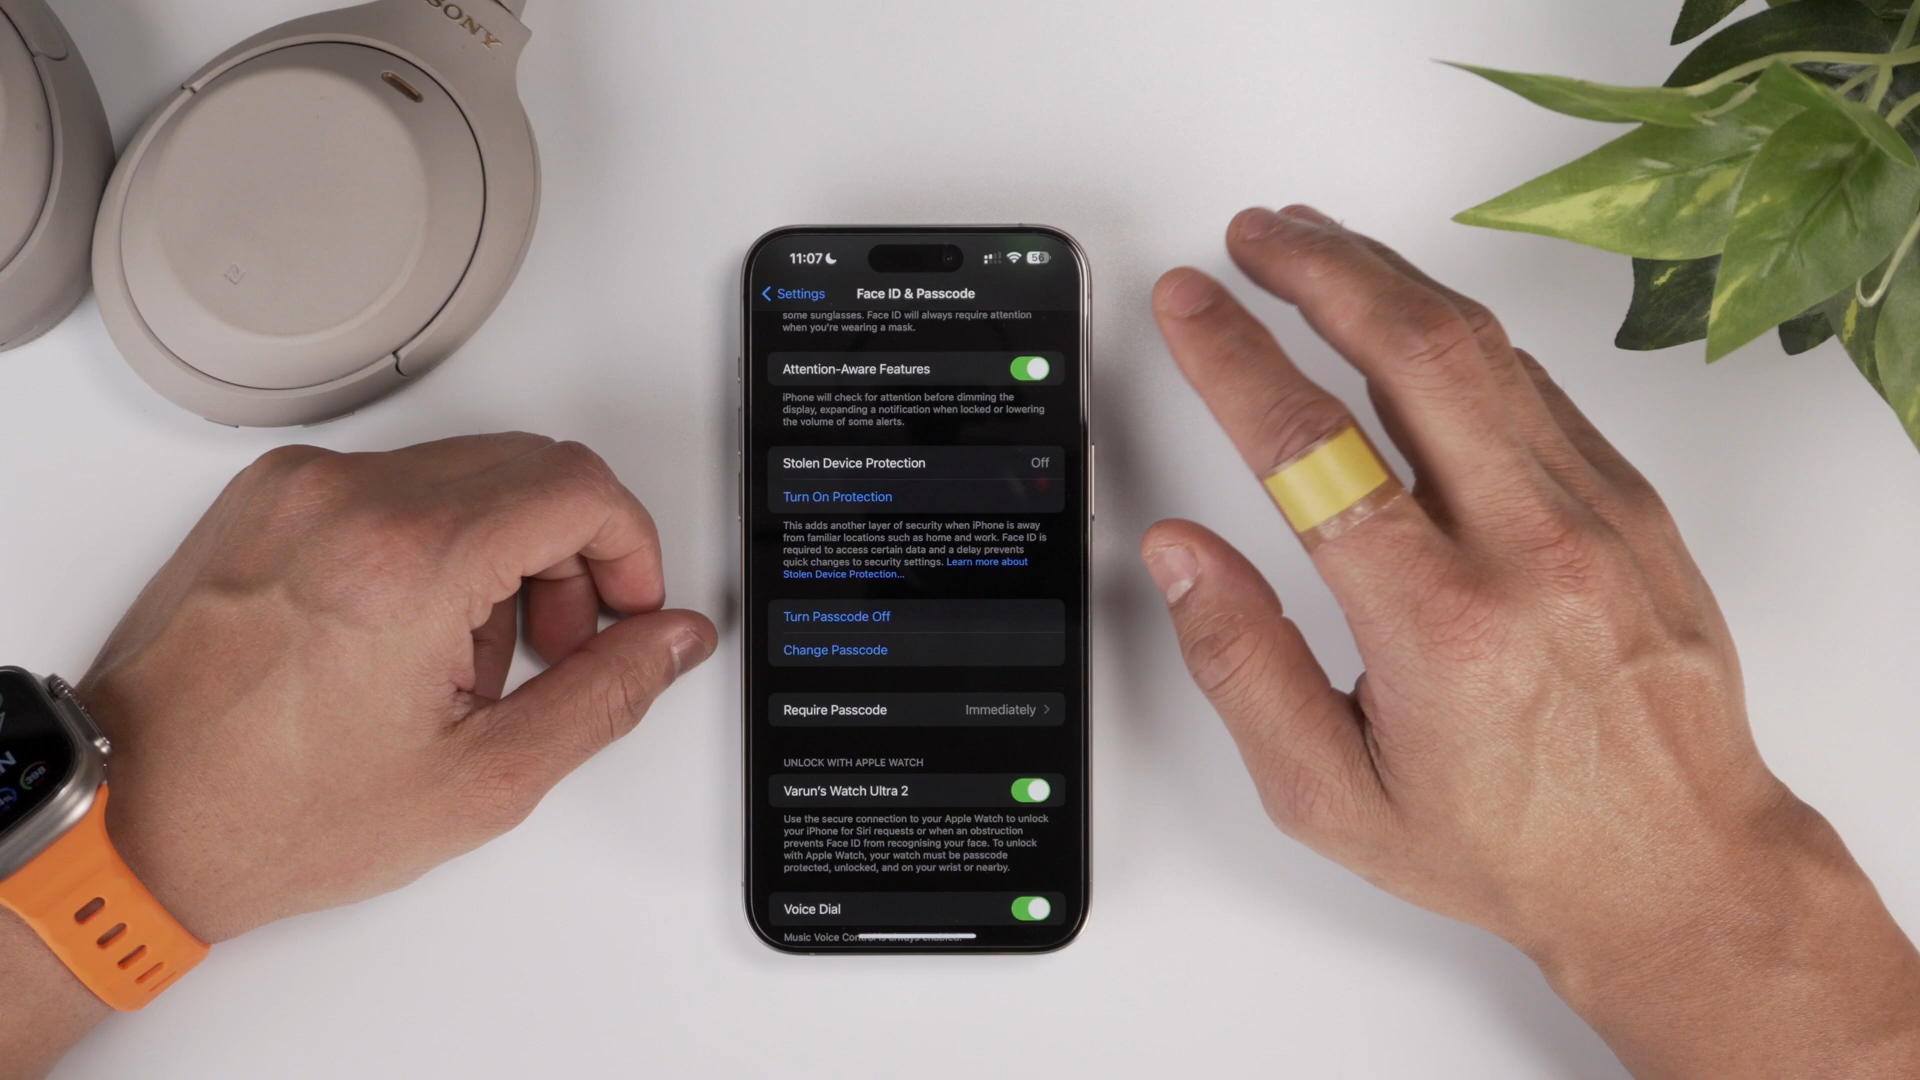 SONY
11:07
56
Settings
Face ID & Passcode
some sunglasses. Face ID will always require attention
when you're wearing a mask.
Attention-Aware Features
iPhone will check for attention before dimming the
display, expanding a notification when locked or lowering
the volume of some alerts.
Stolen Device Protection Off
Turn On Protection
This adds another layer of security when iPhone is away
from familiar locations such as home and work. Face ID is
required to access certain data and a delay prevents
quick changes to security settings. Learn more about
Stolen Device Protection...
Turn Passcode Off
Change Passcode
Require Passcode Immediately
UNLOCK WITH APPLE WATCH
Varun's Watch Ultra 2
Use the secure connection to your Apple Watch to unlock
your iPhone for Siri requests or when an obstruction
prevents Face ID from recognising your face. To unlock
with Apple Watch, your watch must be passcode
protected, unlocked, and on your wrist or nearby.
Voice Dial
Music Voice Control is always enabled.